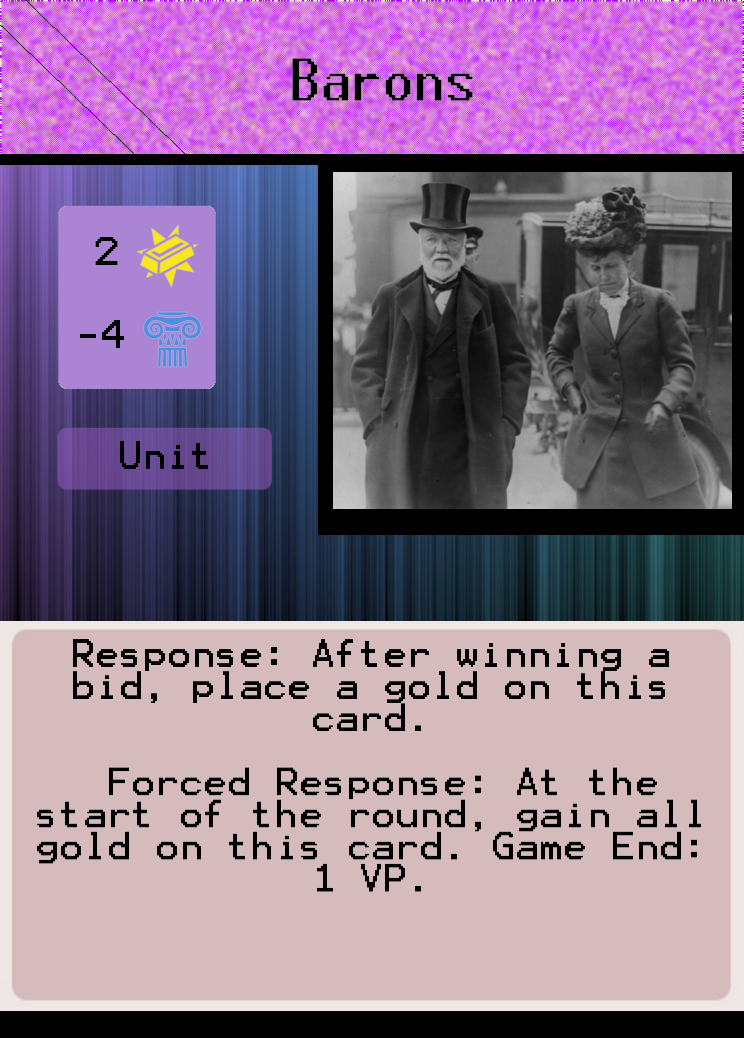 Barons
2
-4
Unit
Response: After winning a
bid, place a gold on this
card.
Forced Response: At the
start of the round, gain all
gold on this card. Game End:
1 VP.